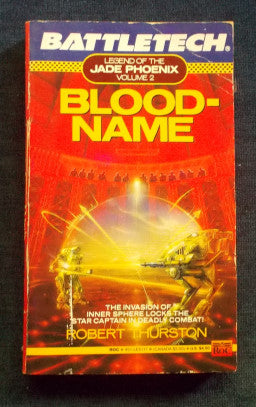 BATTLETECH®
LEGEND OF THE
JADE PHOENIX
VOLUME 2
BLOOD-
NAME
THE INVASION OF
INNER SPHERE LOCKS THE
STAR CAPTAIN IN DEADLY COMBAT!
ROBERT THURSTON
ROC